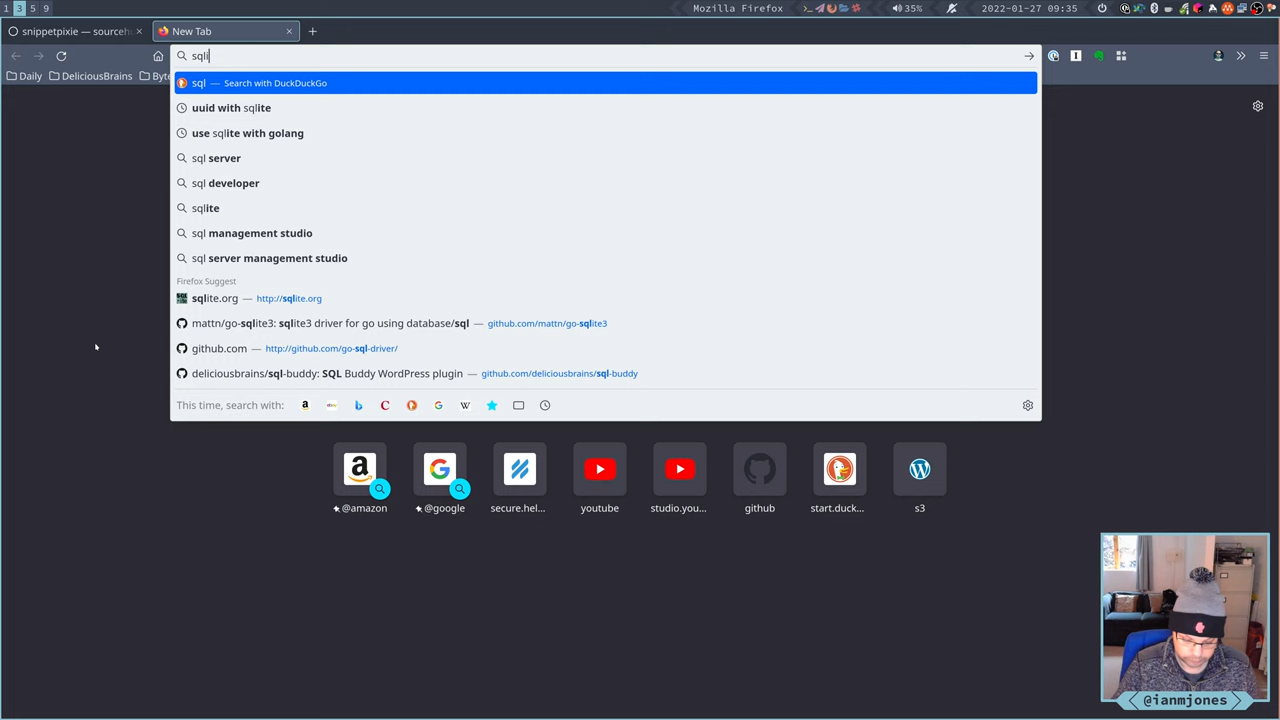 1 3 5 9
Mozilla Firefox
35%
2022-01-27 09:35
snippetpixie — sourceh
New Tab
sqli
Daily
DeliciousBrains
Byt
sql — Search with DuckDuckGo
uuid with sqlite
use sqlite with golang
sql server
sql developer
sqlite
sql management studio
sql server management studio
Firefox Suggest
sqlite.org — http://sqlite.org
mattn/go-sqlite3: sqlite3 driver for go using database/sql — github.com/mattn/go-sqlite3
github.com — http://github.com/go-sql-driver/
deliciousbrains/sql-buddy: SQL Buddy WordPress plugin — github.com/deliciousbrains/sql-buddy
This time, search with:
@amazon
@google
secure.hel...
youtube
studio.you...
github
start.duck...
s3
@ianmjones